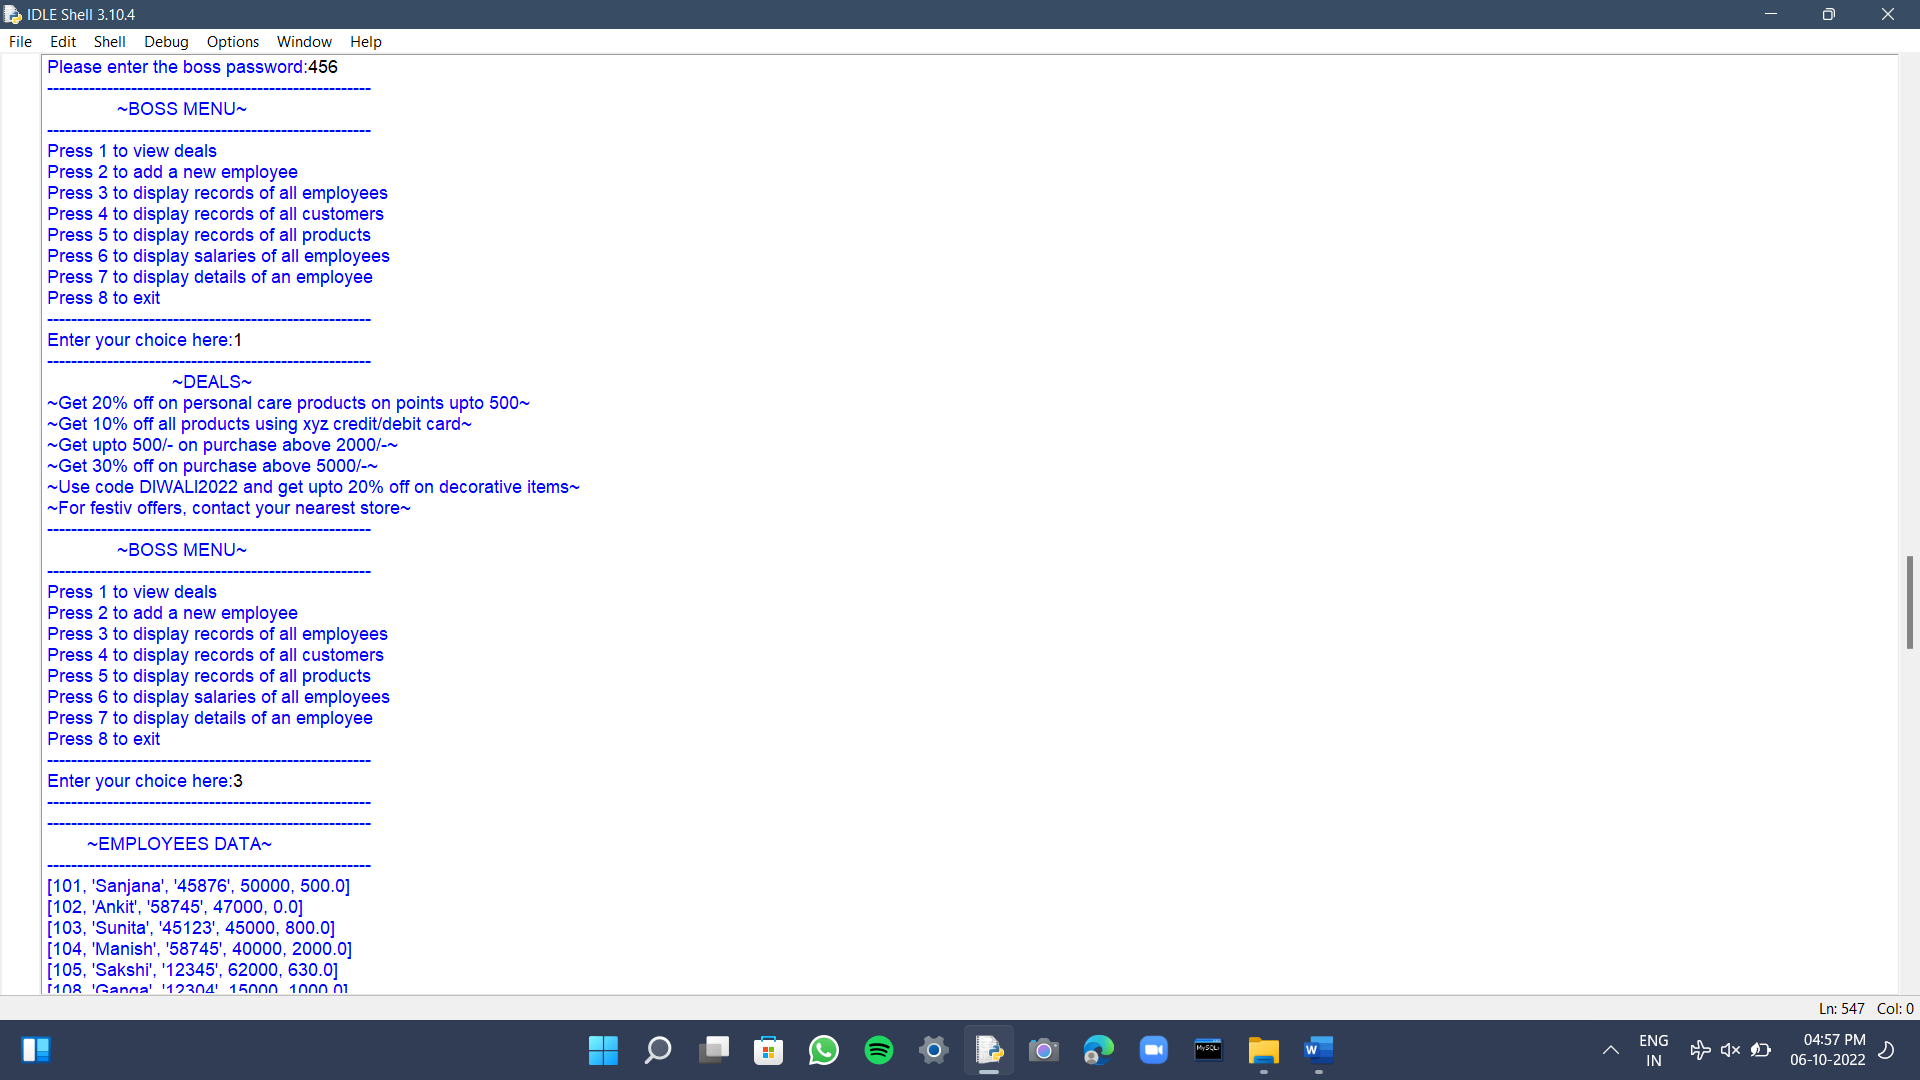 IDLE Shell 3.10.4
File Edit Shell Debug Options Window Help
Please enter the boss password:456
------------------------------------------------------
~BOSS MENU~
------------------------------------------------------
Press 1 to view deals
Press 2 to add a new employee
Press 3 to display records of all employees
Press 4 to display records of all customers
Press 5 to display records of all products
Press 6 to display salaries of all employees
Press 7 to display details of an employee
Press 8 to exit
------------------------------------------------------
Enter your choice here:1
------------------------------------------------------
~DEALS~
~Get 20% off on personal care products on points upto 500~
~Get 10% off all products using xyz credit/debit card~
~Get upto 500/- on purchase above 2000/-~
~Get 30% off on purchase above 5000/-~
~Use code DIWALI2022 and get upto 20% off on decorative items~
~For festiv offers, contact your nearest store~
------------------------------------------------------
~BOSS MENU~
------------------------------------------------------
Press 1 to view deals
Press 2 to add a new employee
Press 3 to display records of all employees
Press 4 to display records of all customers
Press 5 to display records of all products
Press 6 to display salaries of all employees
Press 7 to display details of an employee
Press 8 to exit
------------------------------------------------------
Enter your choice here:3
------------------------------------------------------
------------------------------------------------------
~EMPLOYEES DATA~
------------------------------------------------------
[101, 'Sanjana', '45876', 50000, 500.0]
[102, 'Ankit', '58745', 47000, 0.0]
[103, 'Sunita', '45123', 45000, 800.0]
[104, 'Manish', '58745', 40000, 2000.0]
[105, 'Sakshi', '12345', 62000, 630.0]
[108, 'Ganga', '12304', 15000, 1000.0]
Ln: 547 Col: 0
MySQL
W
ENG
IN
04:57 PM
06-10-2022